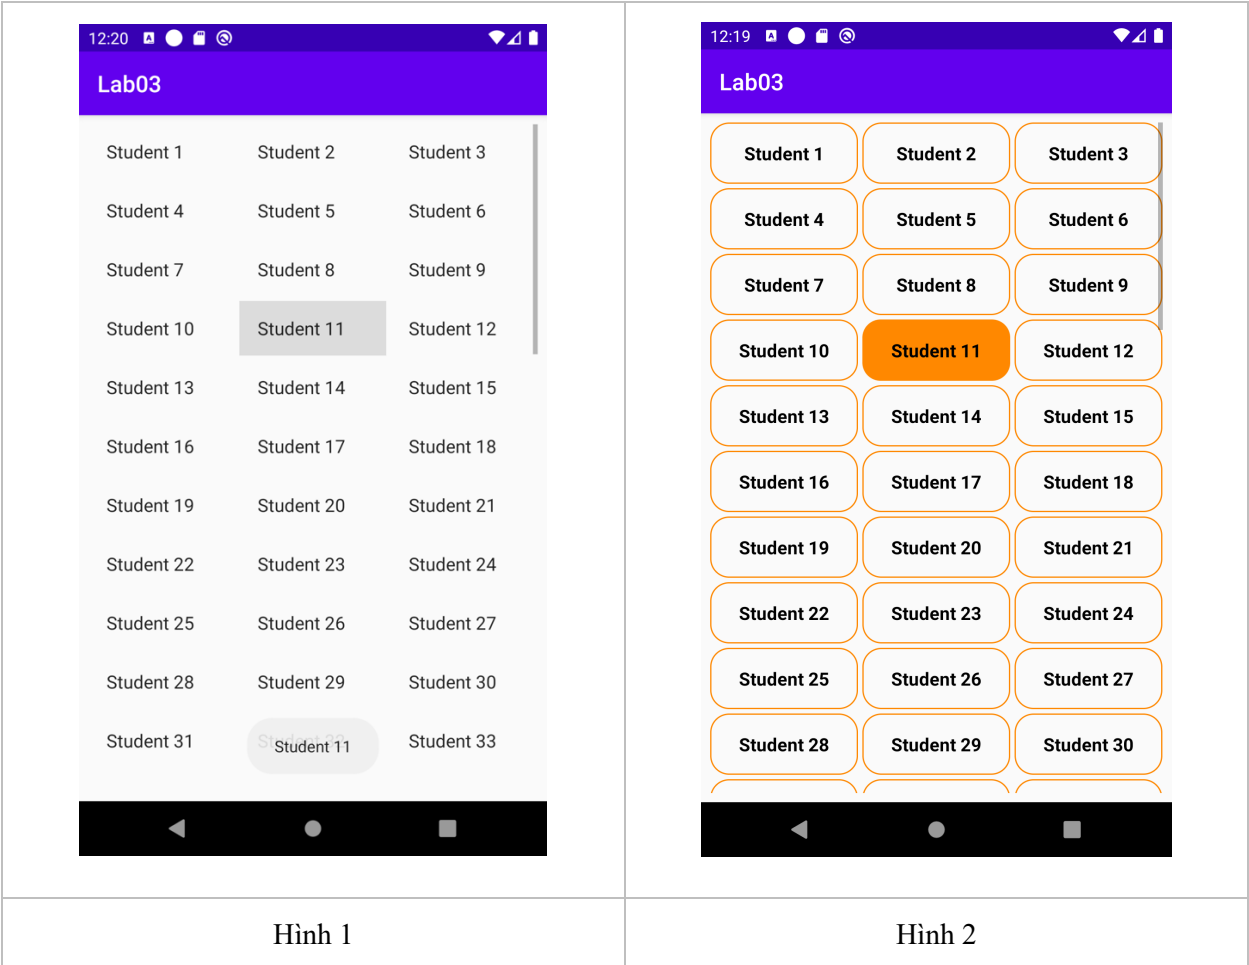 12:20
Lab03
Student 1 Student 2 Student 3
Student 4 Student 5 Student 6
Student 7 Student 8 Student 9
Student 10 Student 11 Student 12
Student 13 Student 14 Student 15
Student 16 Student 17 Student 18
Student 19 Student 20 Student 21
Student 22 Student 23 Student 24
Student 25 Student 26 Student 27
Student 28 Student 29 Student 30
Student 31 Student 32 Student 33
Student 11
Hình 1
12:19
Lab03
Student 1 Student 2 Student 3
Student 4 Student 5 Student 6
Student 7 Student 8 Student 9
Student 10 Student 11 Student 12
Student 13 Student 14 Student 15
Student 16 Student 17 Student 18
Student 19 Student 20 Student 21
Student 22 Student 23 Student 24
Student 25 Student 26 Student 27
Student 28 Student 29 Student 30
Hình 2